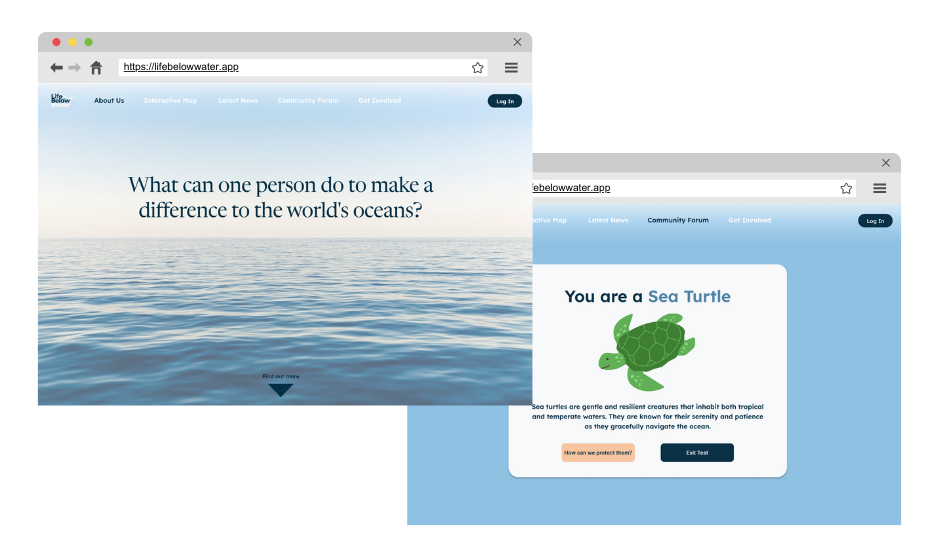 https://lifebelowwater.app
Life
Below
Water
About Us
Interactive Map
Latest News
Community Forum
Get Involved
Log In
What can one person do to make a
difference to the world's oceans?
Find out more
ifebelowwater.app
active Map
Latest News
Community Forum
Get Involved
Log In
You are a Sea Turtle
Sea turtles are gentle and resilient creatures that inhabit both tropical
and temperate waters. They are known for their serenity and patience
as they gracefully navigate the ocean.
How can we protect them?
Exit Test